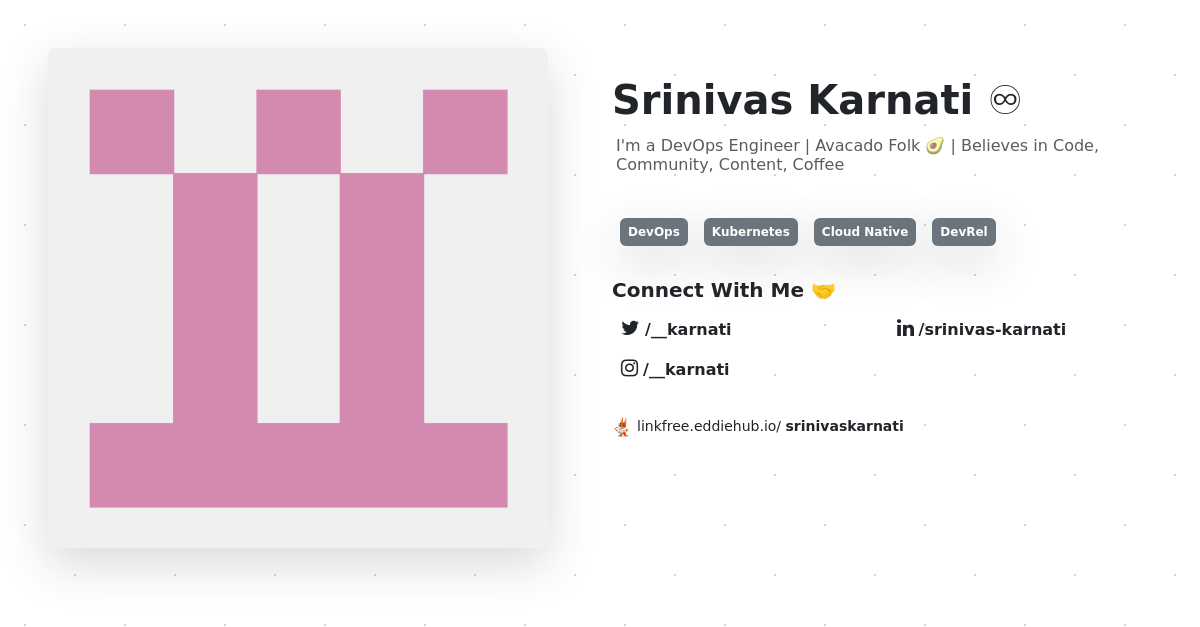 Srinivas Karnati ♾
I'm a DevOps Engineer | Avacado Folk 🥑 | Believes in Code,
Community, Content, Coffee
DevOps Kubernetes Cloud Native DevRel
Connect With Me 🤝
/__karnati /srinivas-karnati
/__karnati
linkfree.eddiehub.io/ srinivaskarnati